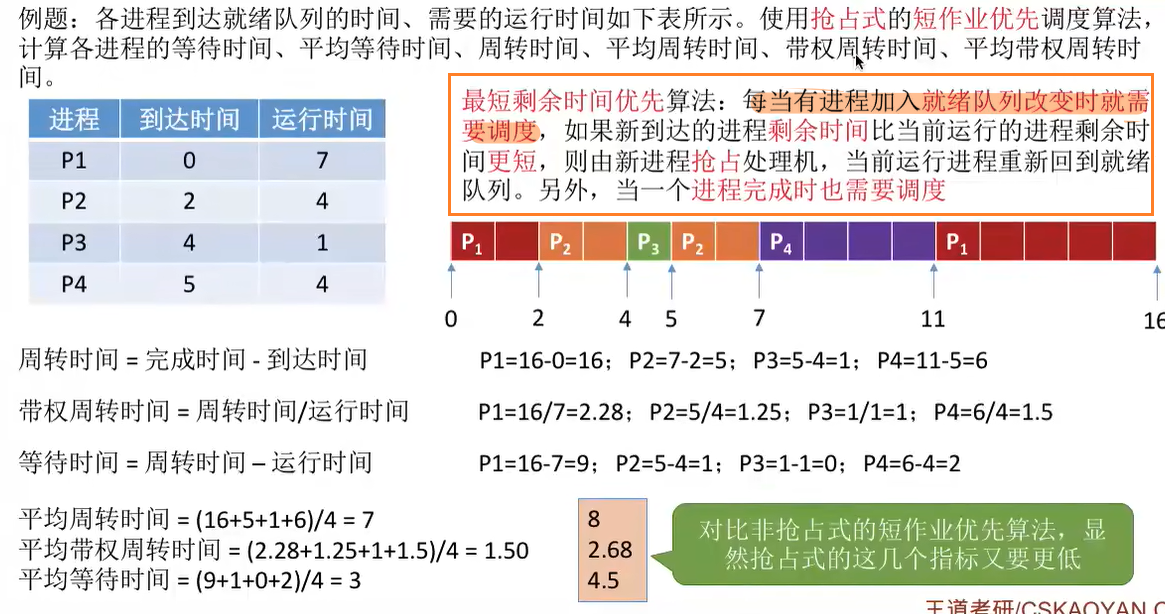 例题：各进程到达就绪队列的时间、需要的运行时间如下表所示。使用抢占式的短作业优先调度算法，
计算各进程的等待时间、平均等待时间、周转时间、平均周转时间、带权周转时间、平均带权周转时
间。
进程 到达时间 运行时间
P1 0 7
P2 2 4
P3 4 1
P4 5 4
最短剩余时间优先算法：每当有进程加入就绪队列改变时就需
要调度，如果新到达的进程剩余时间比当前运行的进程剩余时
间更短，则由新进程抢占处理机，当前运行进程重新回到就绪
队列。另外，当一个进程完成时也需要调度
P1 P2 P3 P2 P4 P1
0 2 4 5 7 11 16
周转时间 = 完成时间 - 到达时间 P1=16-0=16；P2=7-2=5；P3=5-4=1；P4=11-5=6
带权周转时间 = 周转时间/运行时间 P1=16/7=2.28；P2=5/4=1.25；P3=1/1=1；P4=6/4=1.5
等待时间 = 周转时间 – 运行时间 P1=16-7=9；P2=5-4=1；P3=1-1=0；P4=6-4=2
平均周转时间 = (16+5+1+6)/4 = 7
平均带权周转时间 = (2.28+1.25+1+1.5)/4 = 1.50
平均等待时间 = (9+1+0+2)/4 = 3
8
2.68
4.5
对比非抢占式的短作业优先算法，显
然抢占式的这几个指标又要更低
王道考研/CSKAOYAN.C